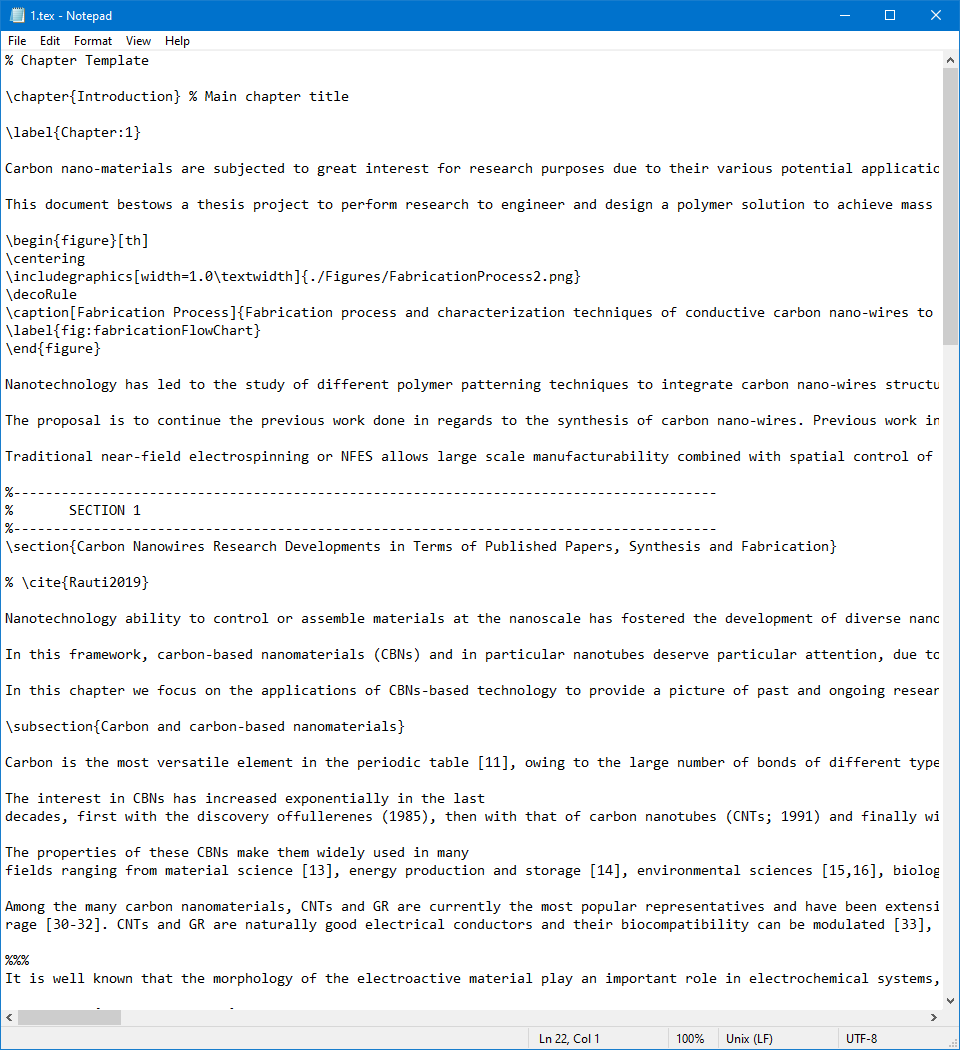 1.tex - Notepad
File Edit Format View Help
% Chapter Template
\chapter{Introduction} % Main chapter title
\label{Chapter:1}
Carbon nano-materials are subjected to great interest for research purposes due to their various potential applicatio
This document bestows a thesis project to perform research to engineer and design a polymer solution to achieve mass
\begin{figure}[th]
\centering
\includegraphics[width=1.0\textwidth]{./Figures/FabricationProcess2.png}
\decoRule
\caption[Fabrication Process]{Fabrication process and characterization techniques of conductive carbon nano-wires to
\label{fig:fabricationFlowChart}
\end{figure}
Nanotechnology has led to the study of different polymer patterning techniques to integrate carbon nano-wires structu
The proposal is to continue the previous work done in regards to the synthesis of carbon nano-wires. Previous work in
Traditional near-field electrospinning or NFES allows large scale manufacturability combined with spatial control of
%----------------------------------------------------------------------------------------
% SECTION 1
%----------------------------------------------------------------------------------------
\section{Carbon Nanowires Research Developments in Terms of Published Papers, Synthesis and Fabrication}
% \cite{Rauti2019}
Nanotechnology ability to control or assemble materials at the nanoscale has fostered the development of diverse nano
In this framework, carbon-based nanomaterials (CBNs) and in particular nanotubes deserve particular attention, due to
In this chapter we focus on the applications of CBNs-based technology to provide a picture of past and ongoing resear
\subsection{Carbon and carbon-based nanomaterials}
Carbon is the most versatile element in the periodic table [11], owing to the large number of bonds of different type
The interest in CBNs has increased exponentially in the last
decades, first with the discovery offullerenes (1985), then with that of carbon nanotubes (CNTs; 1991) and finally wi
The properties of these CBNs make them widely used in many
fields ranging from material science [13], energy production and storage [14], environmental sciences [15,16], biolog
Among the many carbon nanomaterials, CNTs and GR are currently the most popular representatives and have been extensi
rage [30-32]. CNTs and GR are naturally good electrical conductors and their biocompatibility can be modulated [33],
%%%
It is well known that the morphology of the electroactive material play an important role in electrochemical systems,
Ln 22, Col 1 100% Unix (LF) UTF-8